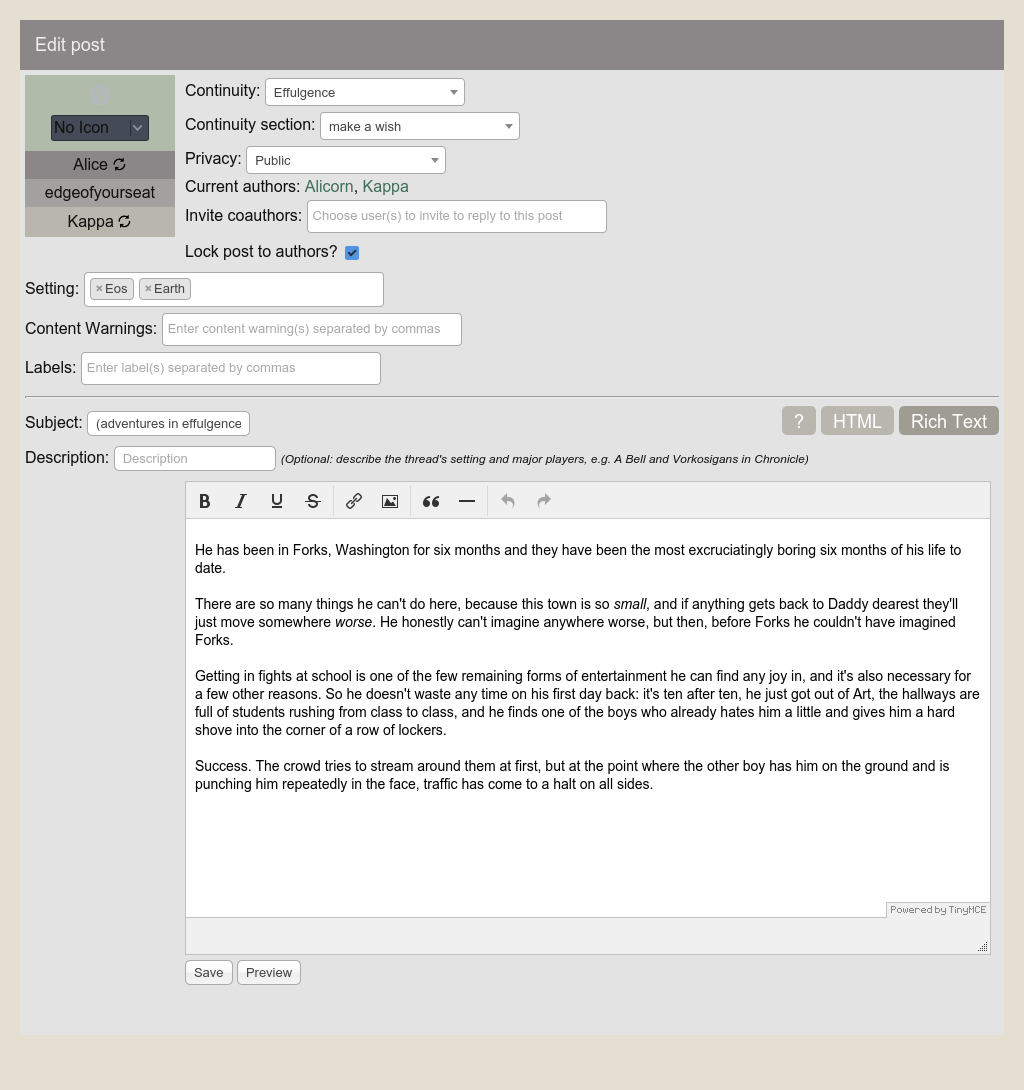 Edit post
No Icon
Alice
edgeofyourseat
Kappa
Continuity: Effulgence
Continuity section: make a wish
Privacy: Public
Current authors: Alicorn, Kappa
Invite coauthors: Choose user(s) to invite to reply to this post
Lock post to authors?
Setting: ×Eos ×Earth
Content Warnings: Enter content warning(s) separated by commas
Labels: Enter label(s) separated by commas
Subject: (adventures in effulgence
? HTML Rich Text
Description: Description (Optional: describe the thread's setting and major players, e.g. A Bell and Vorkosigans in Chronicle)
B I U S
He has been in Forks, Washington for six months and they have been the most excruciatingly boring six months of his life to
date.
There are so many things he can't do here, because this town is so small, and if anything gets back to Daddy dearest they'll
just move somewhere worse. He honestly can't imagine anywhere worse, but then, before Forks he couldn't have imagined
Forks.
Getting in fights at school is one of the few remaining forms of entertainment he can find any joy in, and it's also necessary for
a few other reasons. So he doesn't waste any time on his first day back: it's ten after ten, he just got out of Art, the hallways are
full of students rushing from class to class, and he finds one of the boys who already hates him a little and gives him a hard
shove into the corner of a row of lockers.
Success. The crowd tries to stream around them at first, but at the point where the other boy has him on the ground and is
punching him repeatedly in the face, traffic has come to a halt on all sides.
Powered by TinyMCE
Save Preview